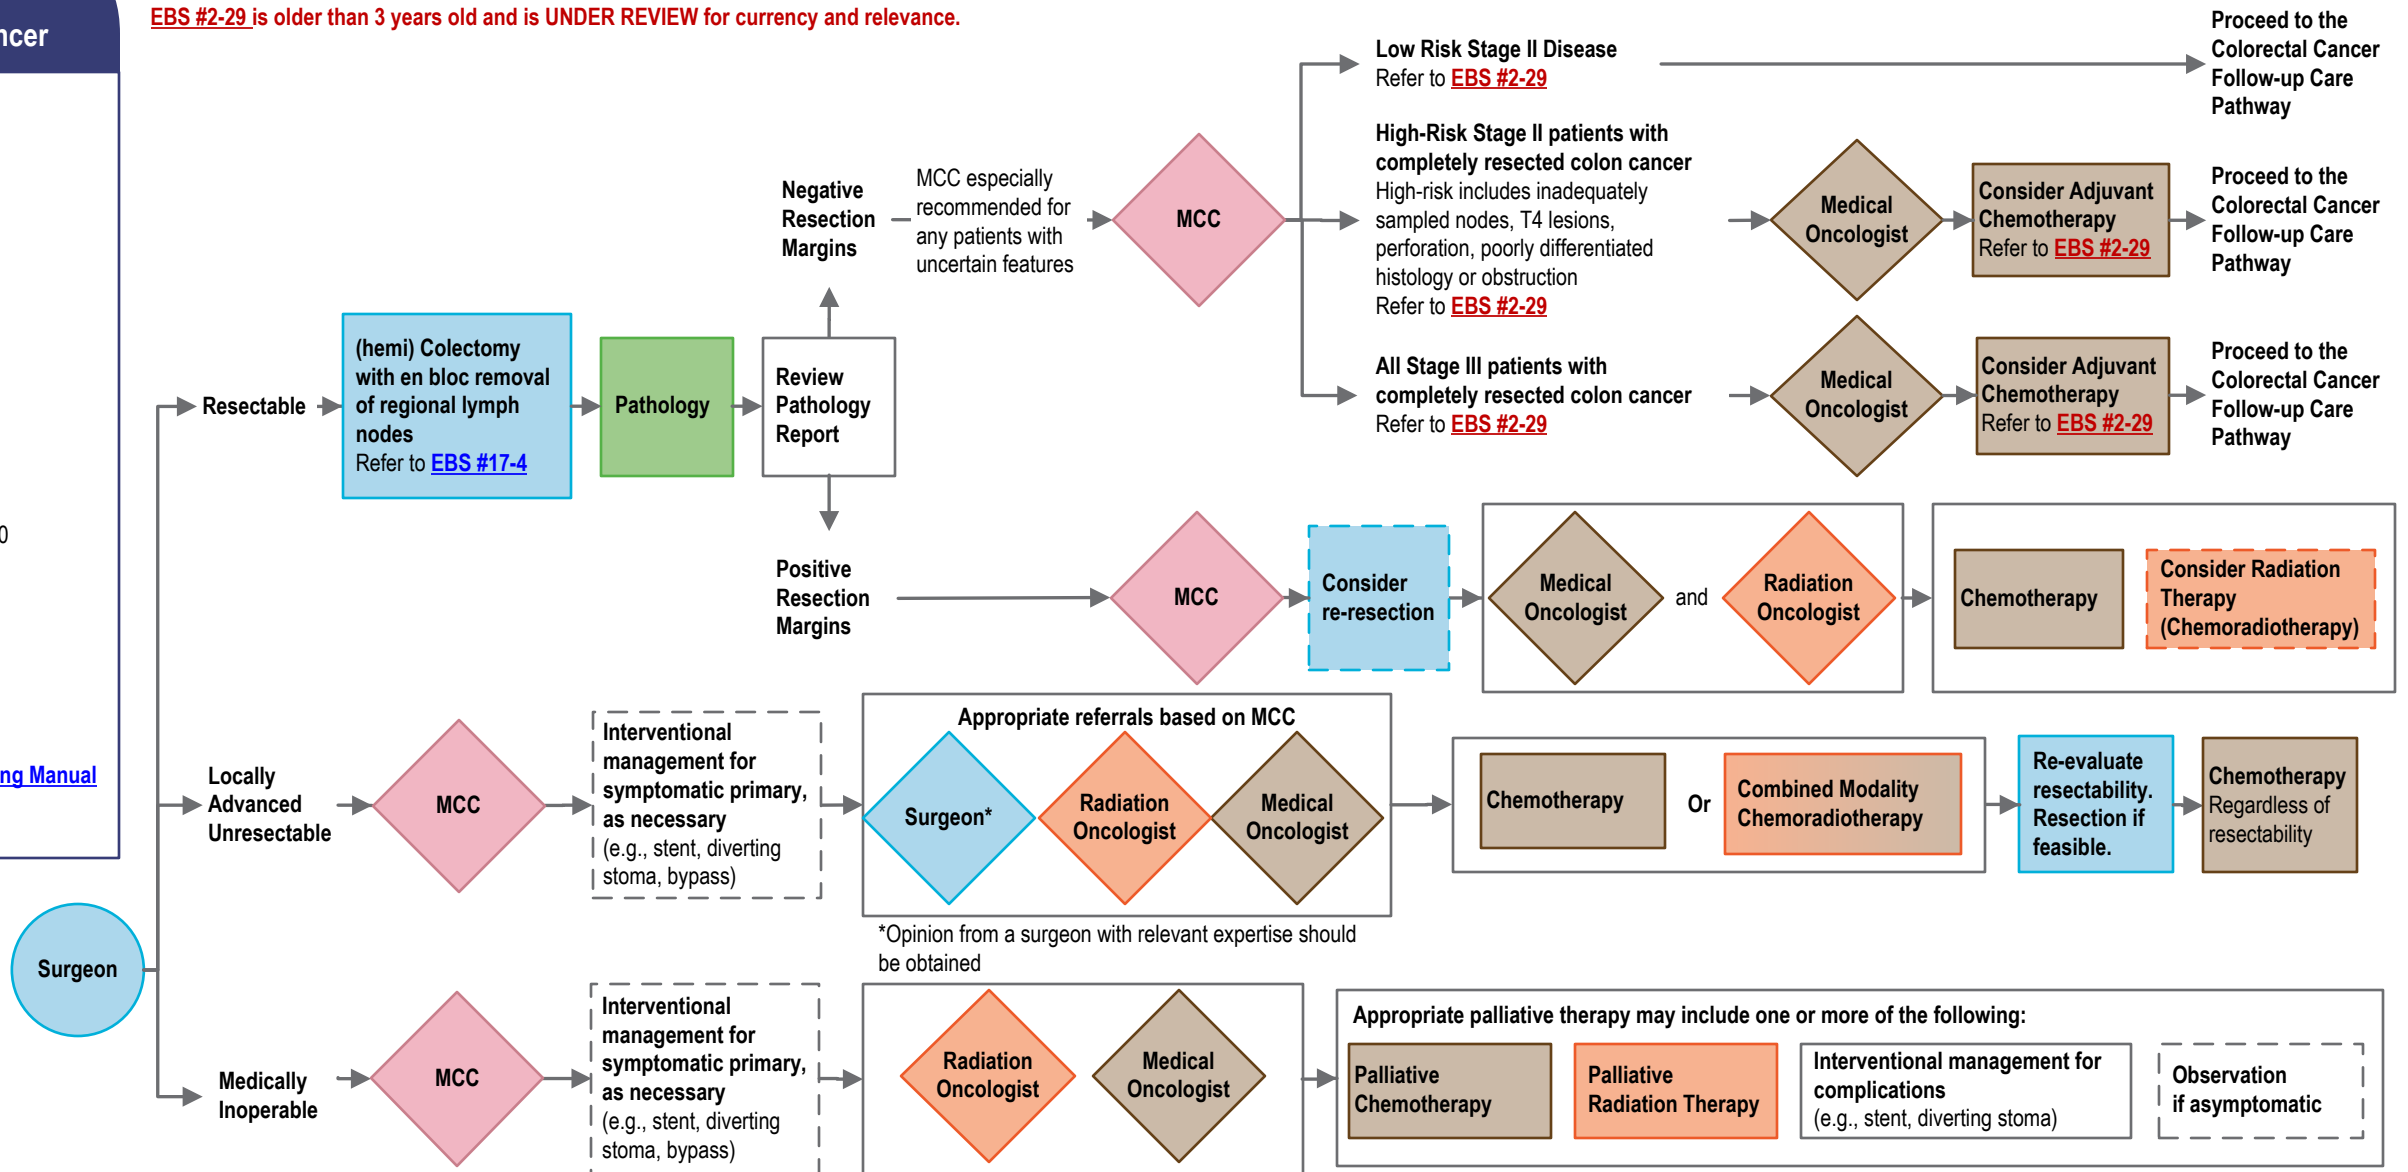 ncer
EBS #2-29 is older than 3 years old and is UNDER REVIEW for currency and relevance.
0
ng Manual
Surgeon
Resectable
(hemi) Colectomy
with en bloc removal
of regional lymph
nodes
Refer to EBS #17-4
Pathology
Review
Pathology
Report
Negative
Resection
Margins
MCC especially
recommended for
any patients with
uncertain features
MCC
Low Risk Stage II Disease
Refer to EBS #2-29
Proceed to the
Colorectal Cancer
Follow-up Care
Pathway
High-Risk Stage II patients with
completely resected colon cancer
High-risk includes inadequately
sampled nodes, T4 lesions,
perforation, poorly differentiated
histology or obstruction
Refer to EBS #2-29
Medical
Oncologist
Consider Adjuvant
Chemotherapy
Refer to EBS #2-29
Proceed to the
Colorectal Cancer
Follow-up Care
Pathway
All Stage III patients with
completely resected colon cancer
Refer to EBS #2-29
Medical
Oncologist
Consider Adjuvant
Chemotherapy
Refer to EBS #2-29
Proceed to the
Colorectal Cancer
Follow-up Care
Pathway
Positive
Resection
Margins
MCC
Consider
re-resection
Medical
Oncologist
and
Radiation
Oncologist
Chemotherapy
Consider Radiation
Therapy
(Chemoradiotherapy)
Locally
Advanced
Unresectable
MCC
Interventional
management for
symptomatic primary,
as necessary
(e.g., stent, diverting
stoma, bypass)
Appropriate referrals based on MCC
Surgeon*
Radiation
Oncologist
Medical
Oncologist
*Opinion from a surgeon with relevant expertise should
be obtained
Chemotherapy
Or
Combined Modality
Chemoradiotherapy
Re-evaluate
resectability.
Resection if
feasible.
Chemotherapy
Regardless of
resectability
Medically
Inoperable
MCC
Interventional
management for
symptomatic primary,
as necessary
(e.g., stent, diverting
stoma, bypass)
Radiation
Oncologist
Medical
Oncologist
Appropriate palliative therapy may include one or more of the following:
Palliative
Chemotherapy
Palliative
Radiation Therapy
Interventional management for
complications
(e.g., stent, diverting stoma)
Observation
if asymptomatic